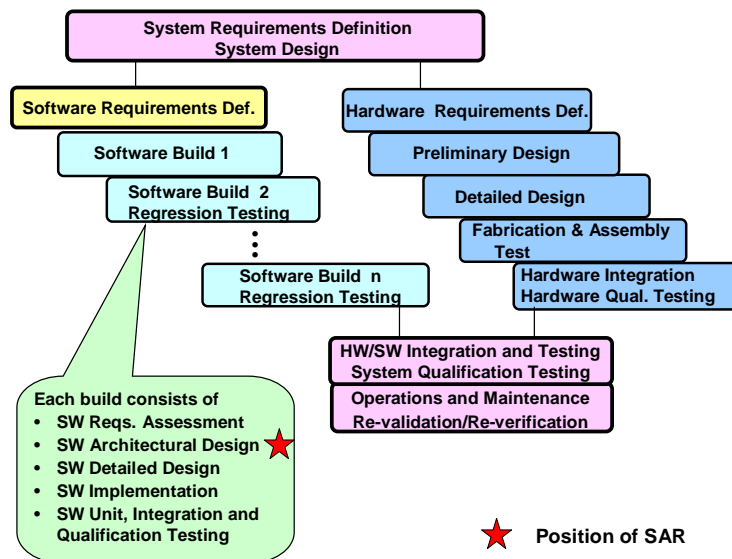 System Requirements Definition
System Design
Software Requirements Def.
Hardware Requirements Def.
Software Build 1
Preliminary Design
Software Build 2
Regression Testing
Detailed Design
Fabrication & Assembly
Test
Software Build n
Regression Testing
Hardware Integration
Hardware Qual. Testing
HW/SW Integration and Testing
System Qualification Testing
Operations and Maintenance
Re-validation/Re-verification
Each build consists of
• SW Reqs. Assessment
• SW Architectural Design
• SW Detailed Design
• SW Implementation
• SW Unit, Integration and
Qualification Testing
Position of SAR